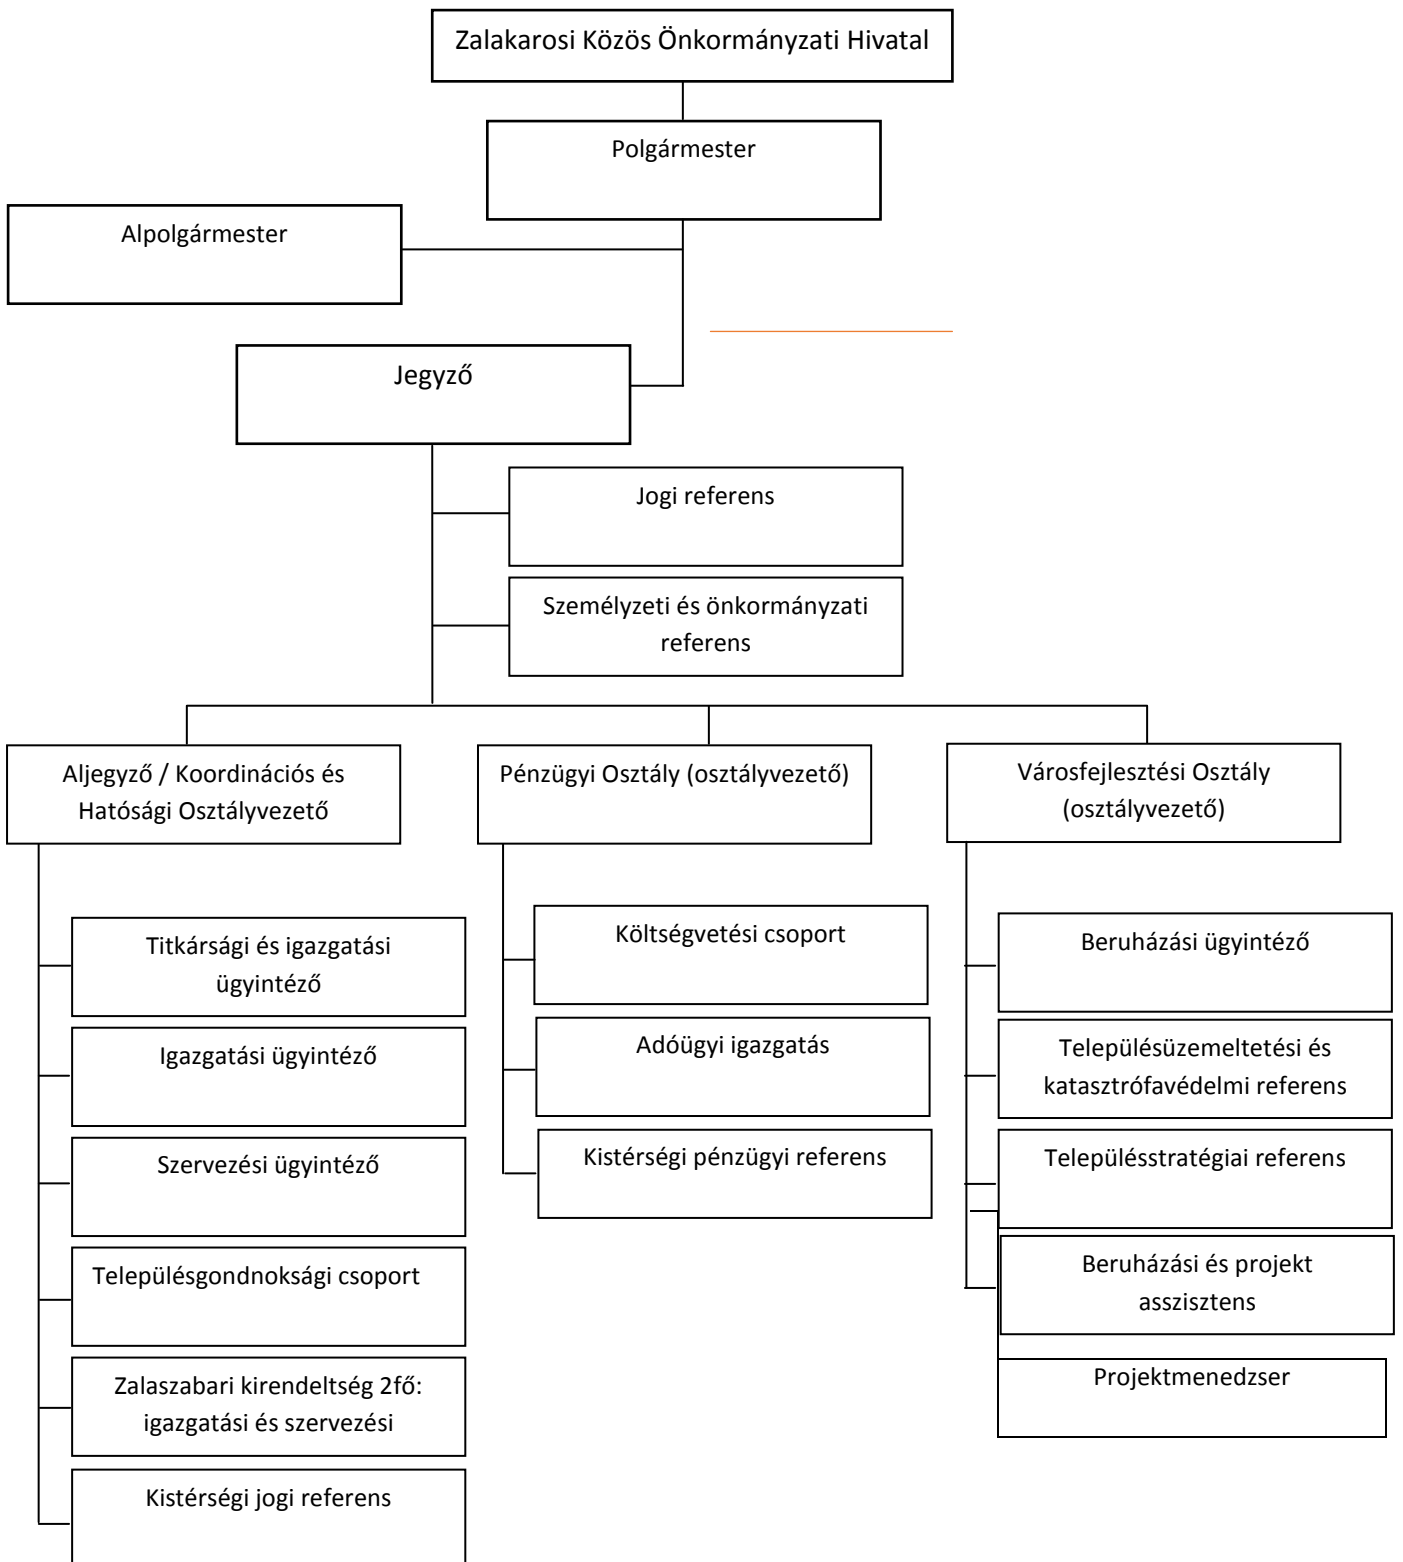 Zalakarosi Közös Önkormányzati Hivatal
Polgármester
Alpolgármester
Jegyző
Jogi referens
Személyzeti és önkormányzati
referens
Aljegyző / Koordinációs és
Hatósági Osztályvezető
Titkársági és igazgatási
ügyintéző
Igazgatási ügyintéző
Szervezési ügyintéző
Településgondnoksági csoport
Zalaszabari kirendeltség 2fő:
igazgatási és szervezési
Kistérségi jogi referens
Pénzügyi Osztály (osztályvezető)
Költségvetési csoport
Adóügyi igazgatás
Kistérségi pénzügyi referens
Városfejlesztési Osztály
(osztályvezető)
Beruházási ügyintéző
Településüzemeltetési és
katasztrófavédelmi referens
Településstratégiai referens
Beruházási és projekt
asszisztens
Projektmenedzser